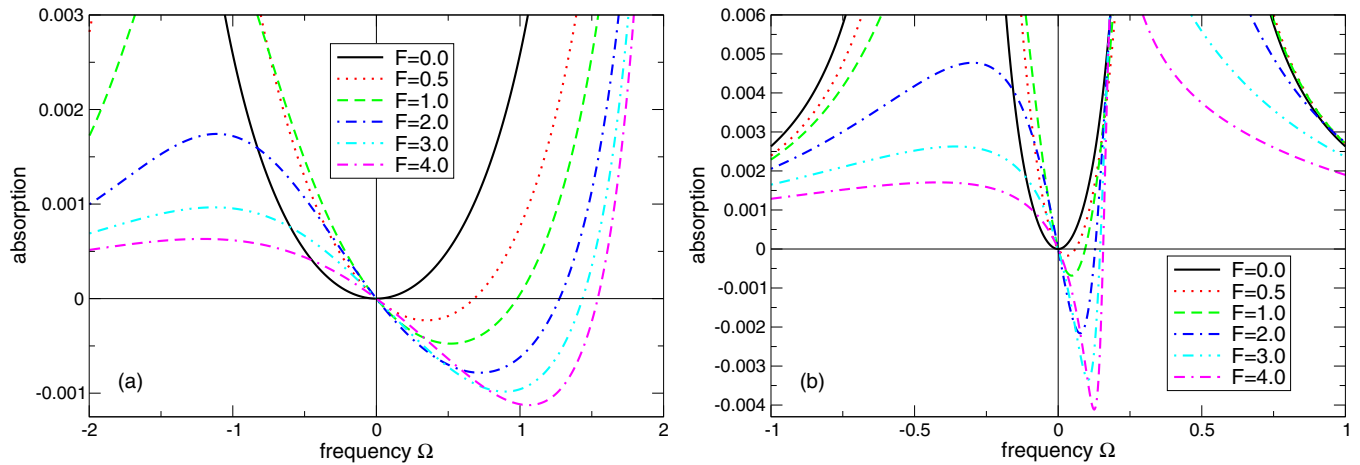 0.003
0.002
0.001
0
-0.001
absorption
F=0.0
F=0.5
F=1.0
F=2.0
F=3.0
F=4.0
(a)
-2 -1 0 1 2
frequency Ω
0.006
0.005
0.004
0.003
0.002
0.001
0
-0.001
-0.002
-0.003
-0.004
absorption
F=0.0
F=0.5
F=1.0
F=2.0
F=3.0
F=4.0
(b)
-1 -0.5 0 0.5 1
frequency Ω